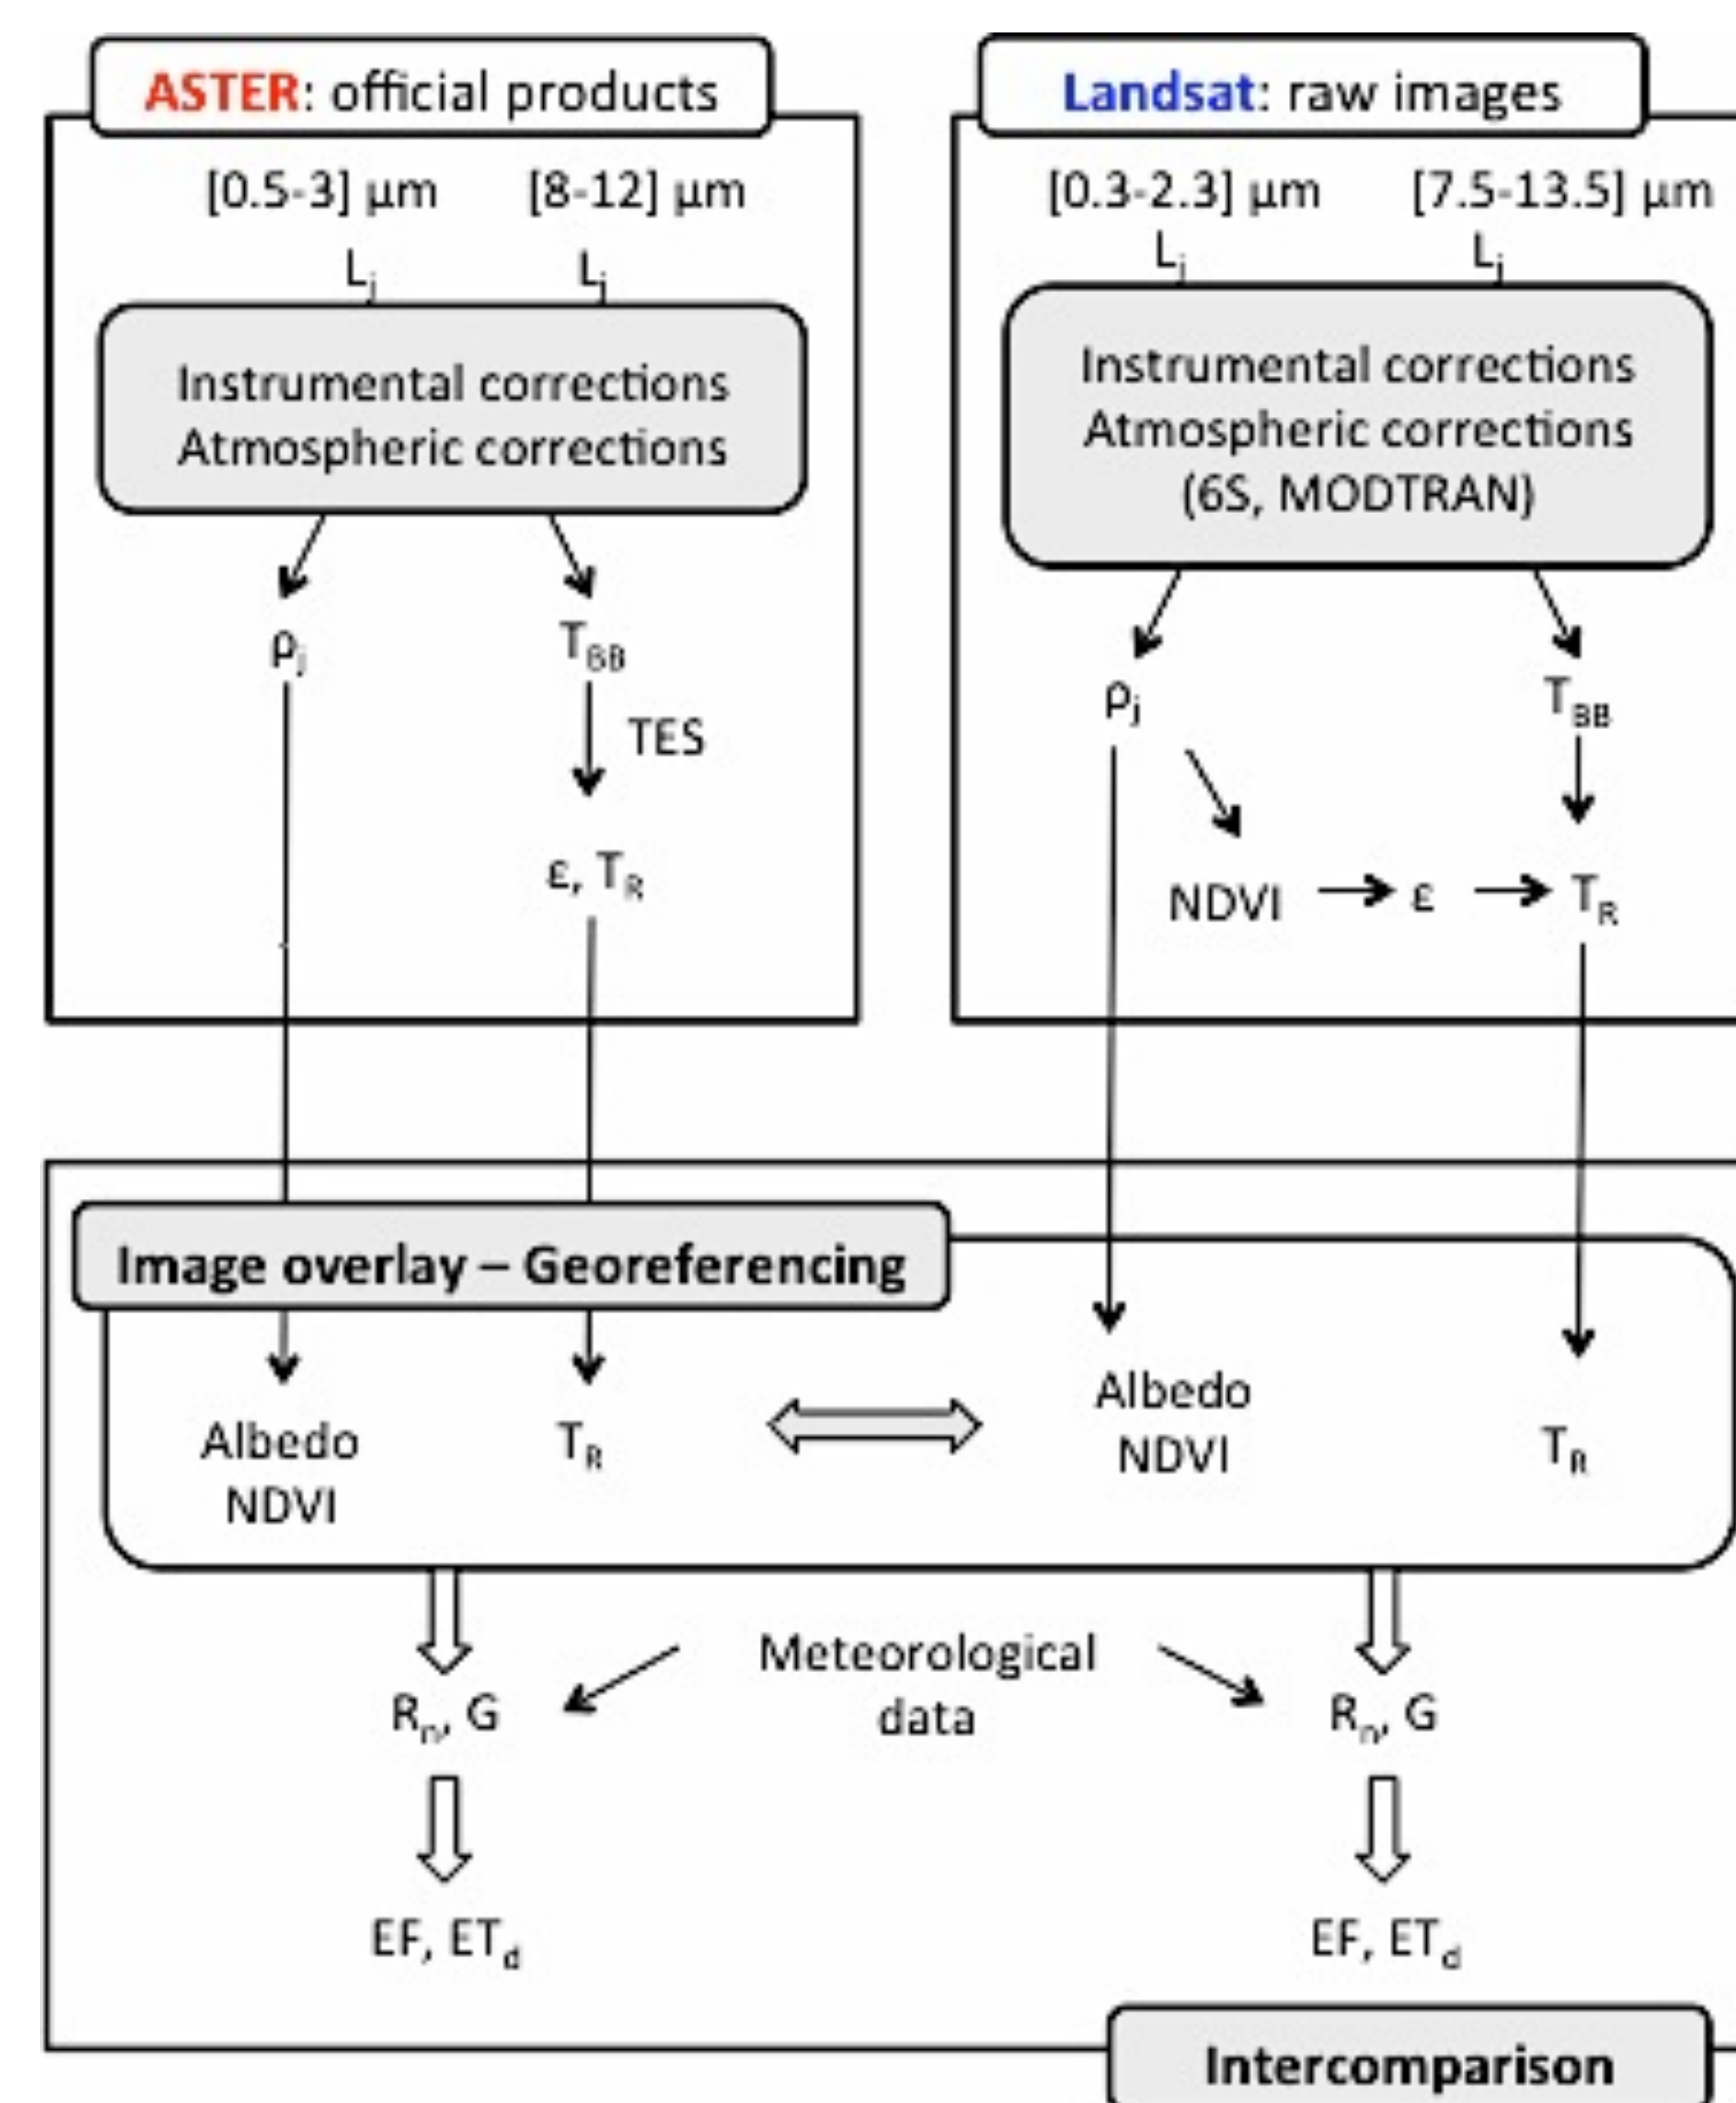 ASTER: official products
[0.5-3] µm [8-12] µm
Lj Lj
Instrumental corrections
Atmospheric corrections
ρj TBB
TES
ε, TR
Landsat: raw images
[0.3-2.3] µm [7.5-13.5] µm
Lj Lj
Instrumental corrections
Atmospheric corrections
(6S, MODTRAN)
ρj TBB
NDVI ε TR
Image overlay – Georeferencing
Albedo
NDVI
TR
Albedo
NDVI
TR
Meteorological
data
Rn, G
Rn, G
EF, ETd
EF, ETd
Intercomparison